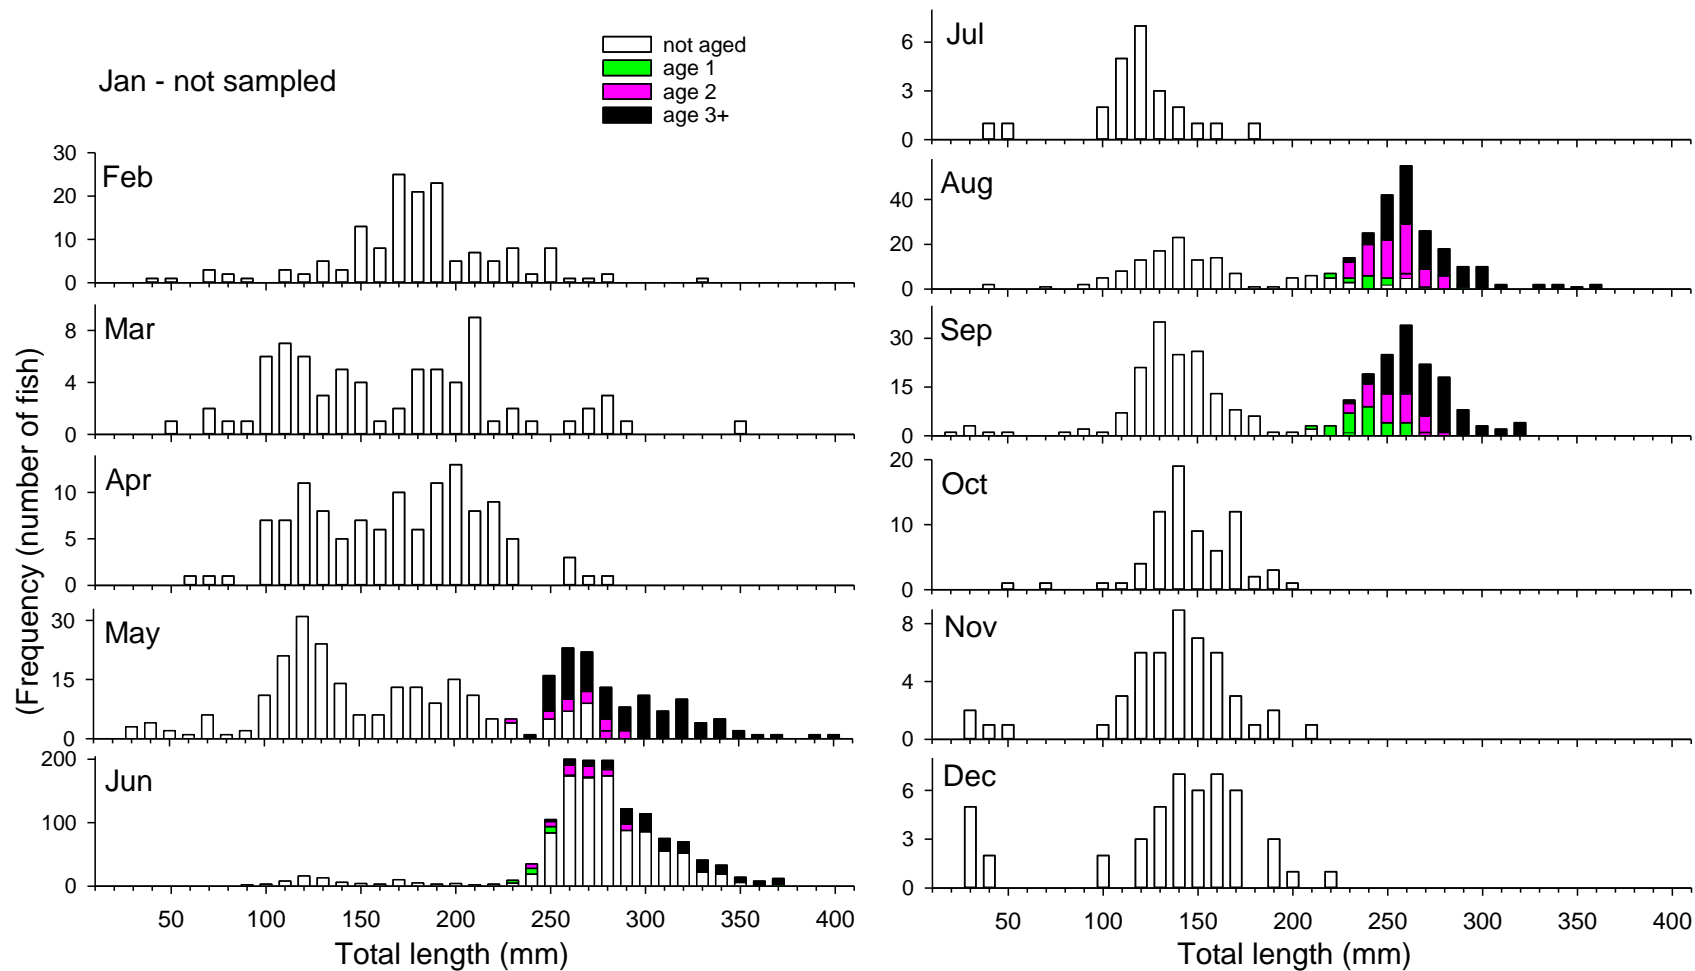 Jan - not sampled
not aged
age 1
age 2
age 3+
(Frequency (number of fish)
Feb
30
20
10
0
Mar
8
4
0
Apr
10
5
0
May
30
15
0
Jun
200
100
0
50 100 150 200 250 300 350 400
Total length (mm)
Jul
6
3
0
Aug
40
20
0
Sep
30
15
0
Oct
20
10
0
Nov
8
4
0
Dec
6
3
0
50 100 150 200 250 300 350 400
Total length (mm)